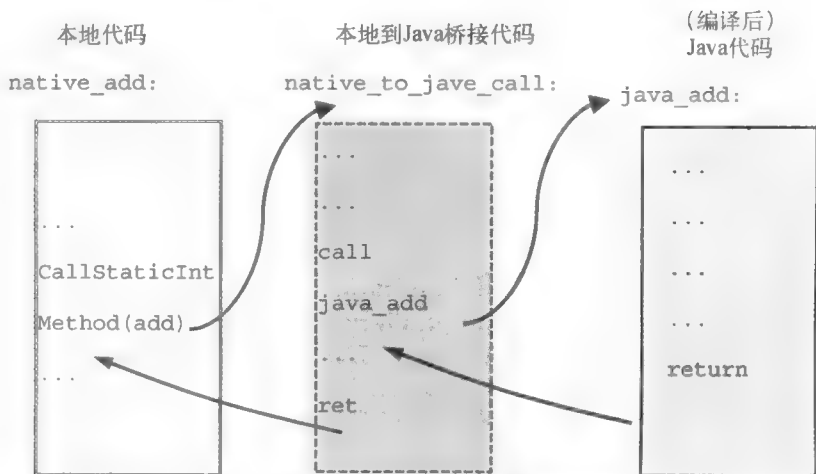 本地代码
native_add:
...
CallStaticInt
Method(add)
...
本地到Java桥接代码
native_to_jave_call:
...
...
call
java_add
...
ret
(编译后)
Java代码
java_add:
...
...
...
...
return